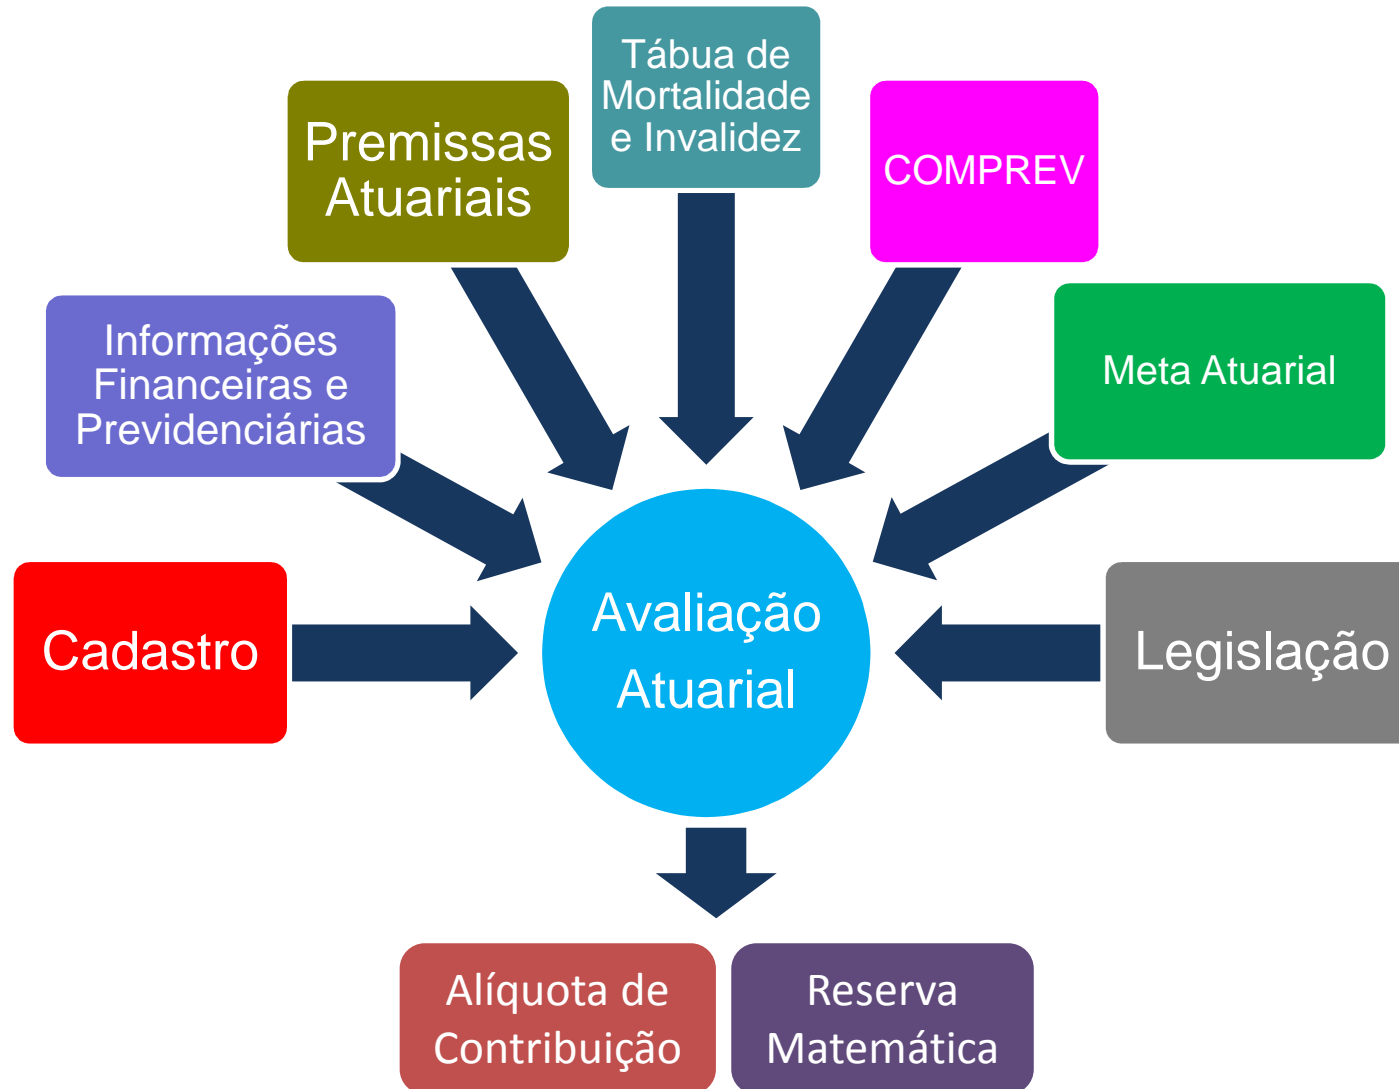 Tábua de
Mortalidade
e Invalidez
Premissas
Atuariais
COMPREV
Informações
Financeiras e
Previdenciárias
Meta Atuarial
Cadastro
Avaliação
Atuarial
Legislação
Alíquota de
Contribuição
Reserva
Matemática